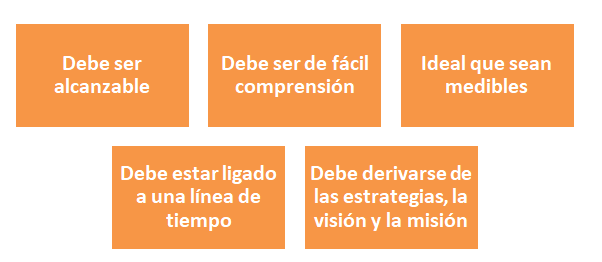 Debe ser
alcanzable
Debe ser de fácil
comprensión
Ideal que sean
medibles
Debe estar ligado
a una línea de
tiempo
Debe derivarse de
las estrategias, la
visión y la misión